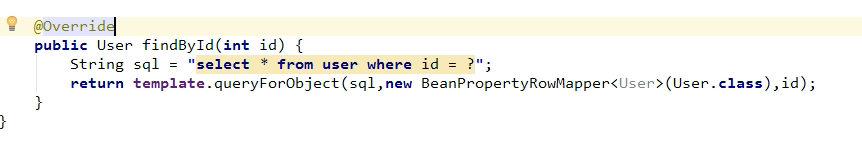 @Override
public User findById(int id) {
String sql = "select * from user where id = ?";
return template.queryForObject(sql,new BeanPropertyRowMapper<User>(User.class),id);
}
}